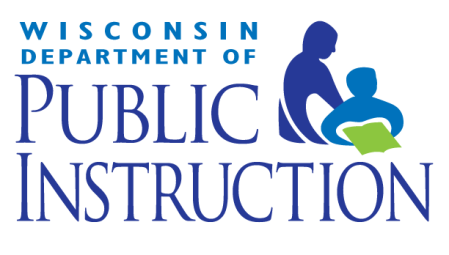 WISCONSIN
DEPARTMENT OF
PUBLIC
INSTRUCTION